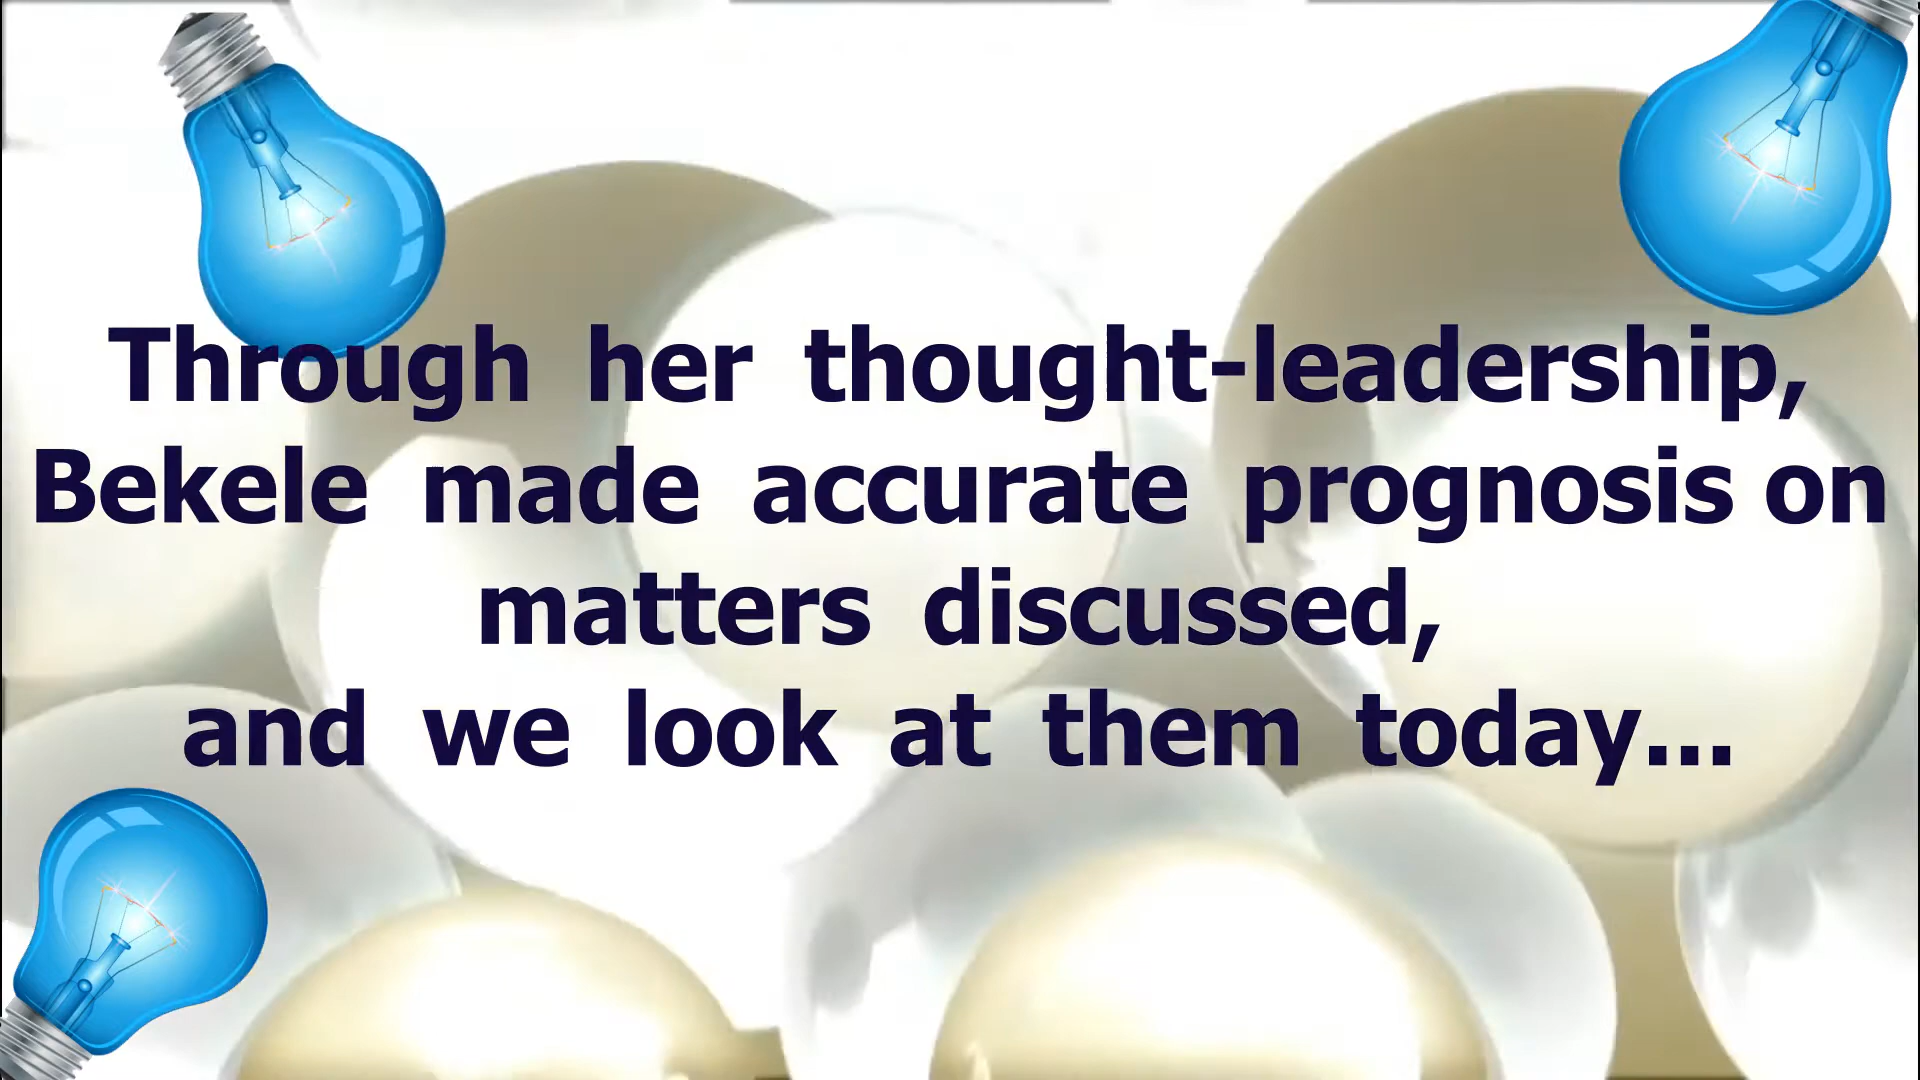 Through her thought-leadership,
Bekele made accurate prognosis on
matters discussed,
and we look at them today...